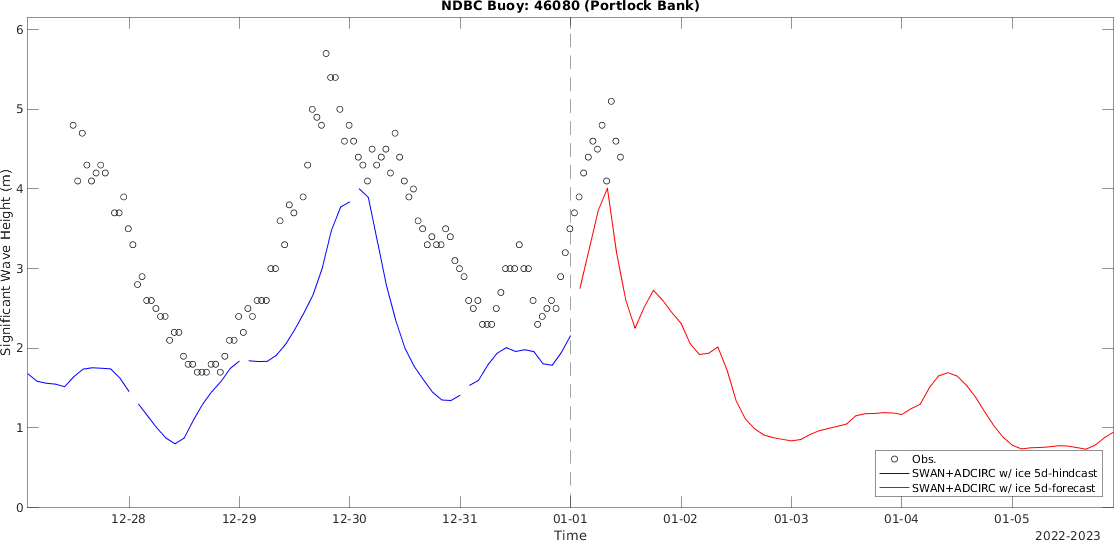 NDBC Buoy: 46080 (Portlock Bank)
Significant Wave Height (m)
6
5
4
3
2
1
0
12-28 12-29 12-30 12-31 01-01 01-02 01-03 01-04 01-05
Time
2022-2023
Obs.
SWAN+ADCIRC w/ ice 5d-hindcast
SWAN+ADCIRC w/ ice 5d-forecast